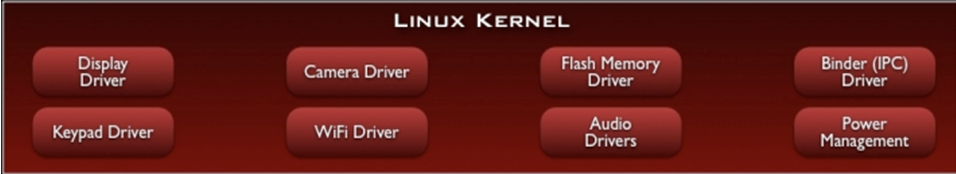 LINUX KERNEL
Display
Driver
Camera Driver
Flash Memory
Driver
Binder (IPC)
Driver
Keypad Driver
WiFi Driver
Audio
Drivers
Power
Management